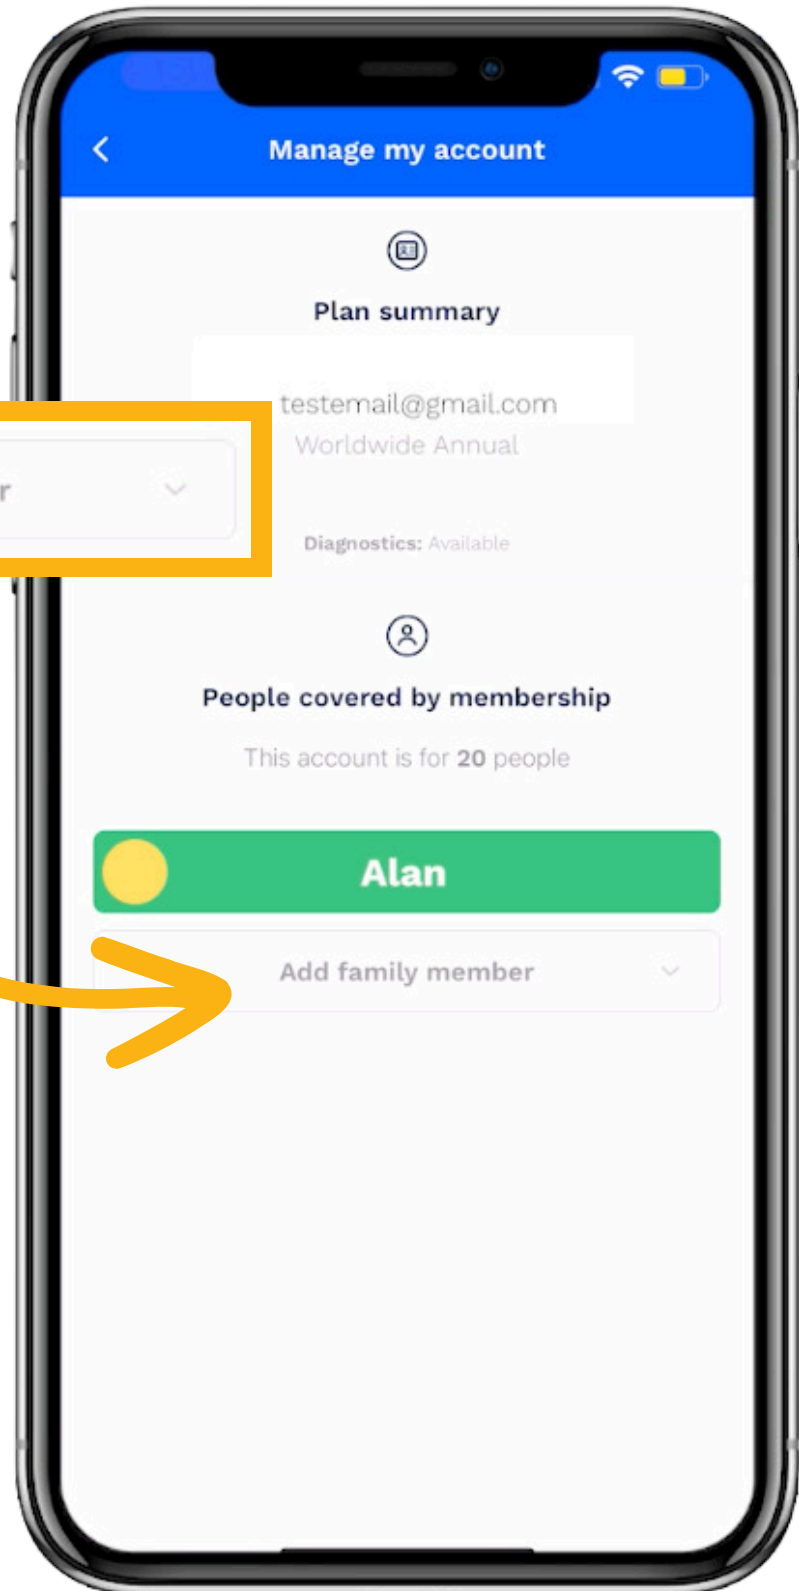 Manage my account
Plan summary
testemail@gmail.com
Worldwide Annual
r
Diagnostics: Available
People covered by membership
This account is for 20 people
Alan
Add family member